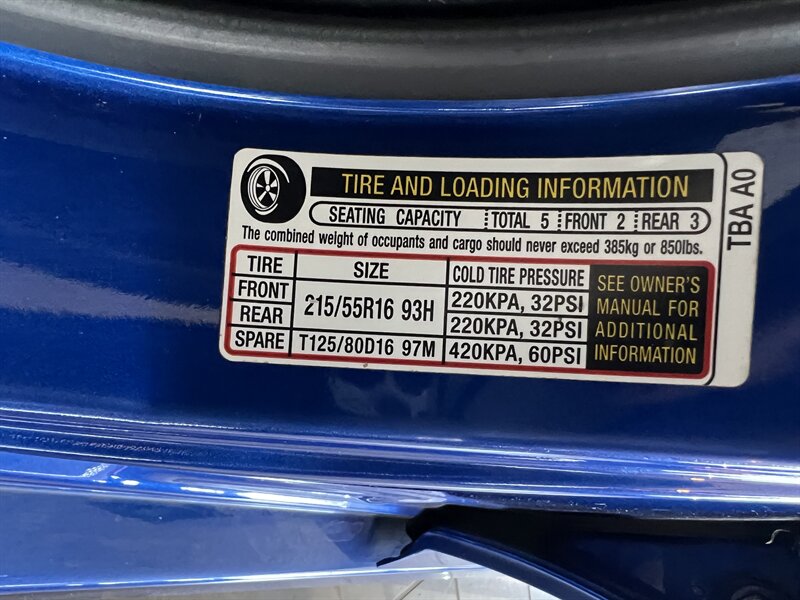 TIRE AND LOADING INFORMATION
SEATING CAPACITY TOTAL 5 FRONT 2 REAR 3
The combined weight of occupants and cargo should never exceed 385kg or 850lbs.
TIRE SIZE COLD TIRE PRESSURE
FRONT 215/55R16 93H 220KPA, 32PSI
REAR 220KPA, 32PSI
SPARE T125/80D16 97M 420KPA, 60PSI
SEE OWNER'S
MANUAL FOR
ADDITIONAL
INFORMATION
TBA A0